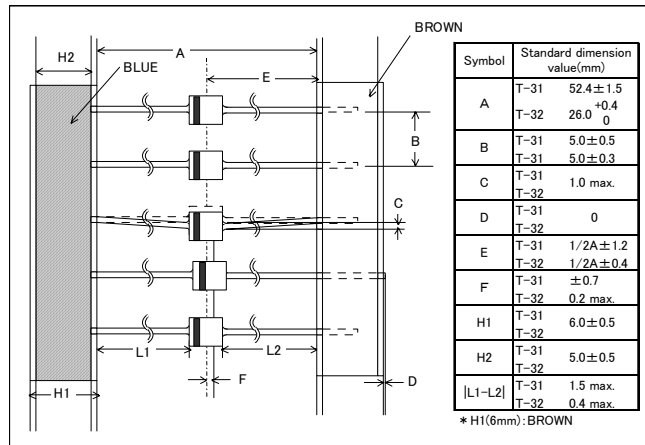 BROWN
H2
A
BLUE
E
B
C
L1
L2
F
D
H1
Symbol Standard dimension
value(mm)
A T-31 52.4±1.5
T-32 26.0 +0.4
0
B T-31 5.0±0.5
T-31 5.0±0.3
C T-31 1.0 max.
T-32
D T-31 0
T-32
E T-31 1/2A±1.2
T-32 1/2A±0.4
F T-31 ±0.7
T-32 0.2 max.
H1 T-31 6.0±0.5
T-32
H2 T-31 5.0±0.5
T-32
|L1-L2| T-31 1.5 max.
T-32 0.4 max.
* H1(6mm):BROWN